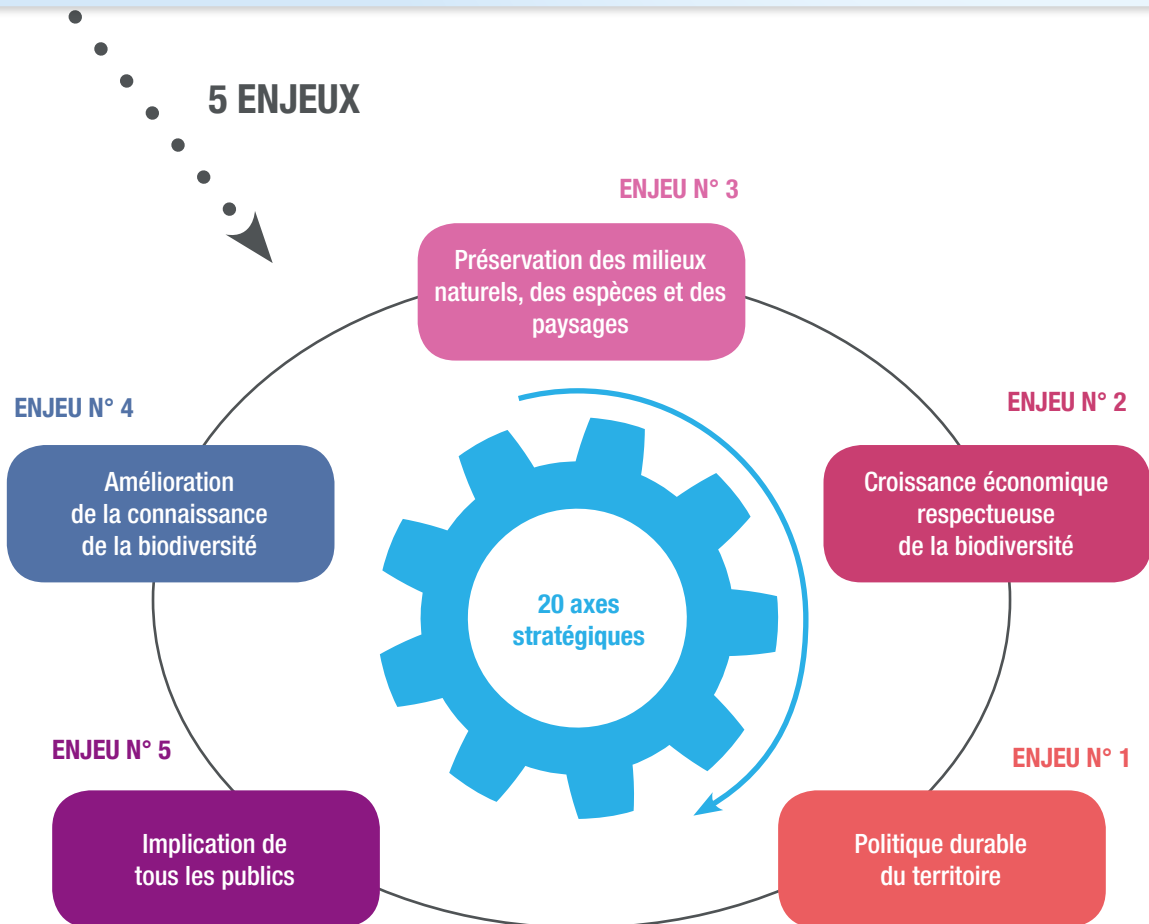 5 ENJEUX
ENJEU N° 3
Préservation des milieux
naturels, des espèces et des
paysages
ENJEU N° 4
Amélioration
de la connaissance
de la biodiversité
ENJEU N° 2
Croissance économique
respectueuse
de la biodiversité
20 axes
stratégiques
ENJEU N° 5
Implication de
tous les publics
ENJEU N° 1
Politique durable
du territoire